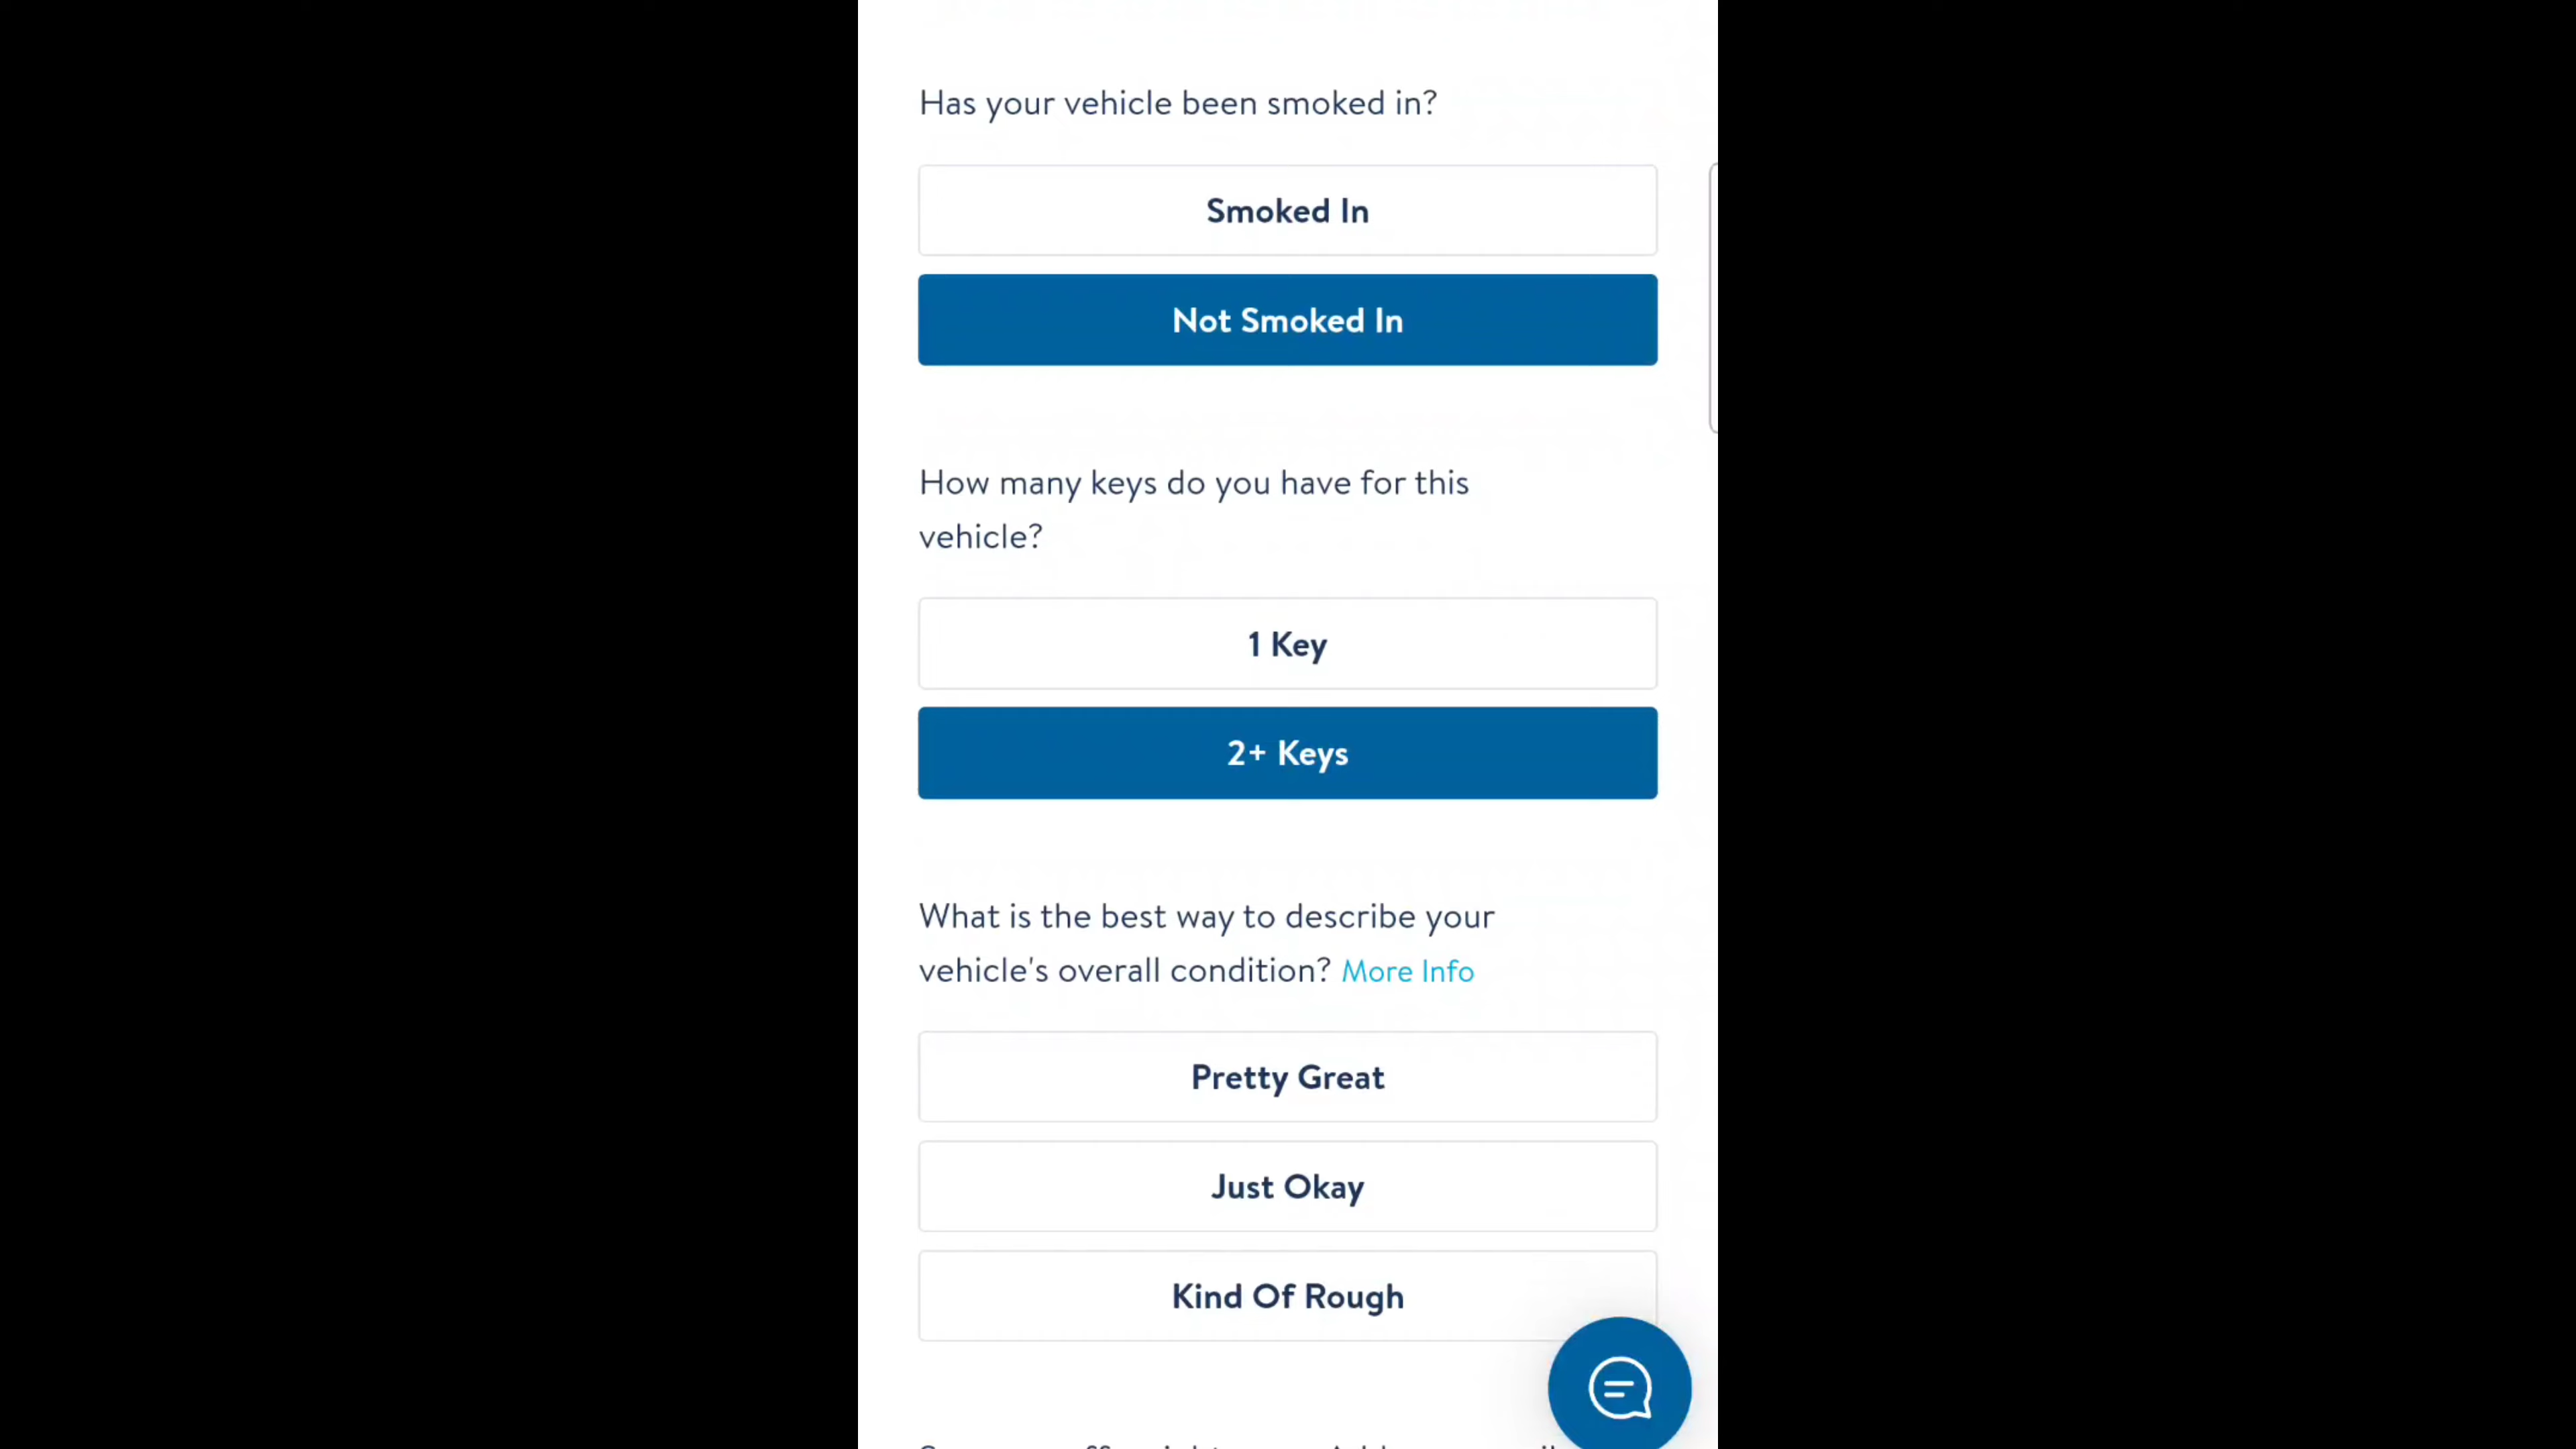 Has your vehicle been smoked in?
Smoked In
Not Smoked In
How many keys do you have for this
vehicle?
1 Key
2+ Keys
What is the best way to describe your
vehicle's overall condition? More Info
Pretty Great
Just Okay
Kind Of Rough